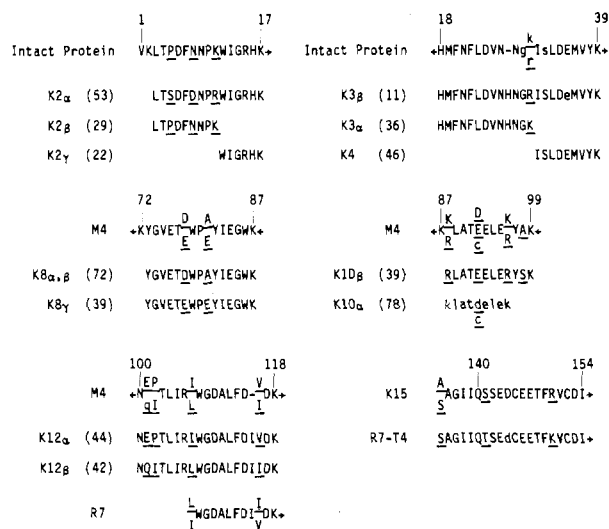 1 17
Intact Protein VKLTPDFNNPKWIGRHK→
K2α (53) LTSDFDNPRWIGRHK
K2β (29) LTPDFNNPK
K2γ (22) WIGRHK
18 39
k
Intact Protein →HMFNFLDVN-Ng IsLDEMVYK→
r
K3β (11) HMFNFLDVNHNGRISLDeMVYK
K3α (36) HMFNFLDVNHNGK
K4 (46) ISLDEMVYK
72 87
D A
M4 →KYGVET WP YIEGWK→
E E
K8α,β (72) YGVETDWPAYIEGWK
K8γ (39) YGVETEWPEYIEGWK
87 99
K D K
M4 →K LATEELE YAK→
R c R
K1Dβ (39) RLATEELERYSK
K10α (78) klatdelek
c
100 118
EP I V
M4 →N TLIR WGDALFD- DK→
qI L I
K12α (44) NEPTLIRIWGDALFDIVDK
K12β (42) NQITLIRLWGDALFDIIDK
L I
R7 WGDALFDI DK→
I V
140 154
A
K15 AGIIQSSEDCEETFRVCDI→
S
R7-T4 SAGIIQTSEdCEETFKVCDI→